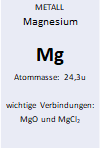 METALL
Magnesium
Mg
Atommasse: 24,3u
wichtige Verbindungen:
MgO und MgCl₂